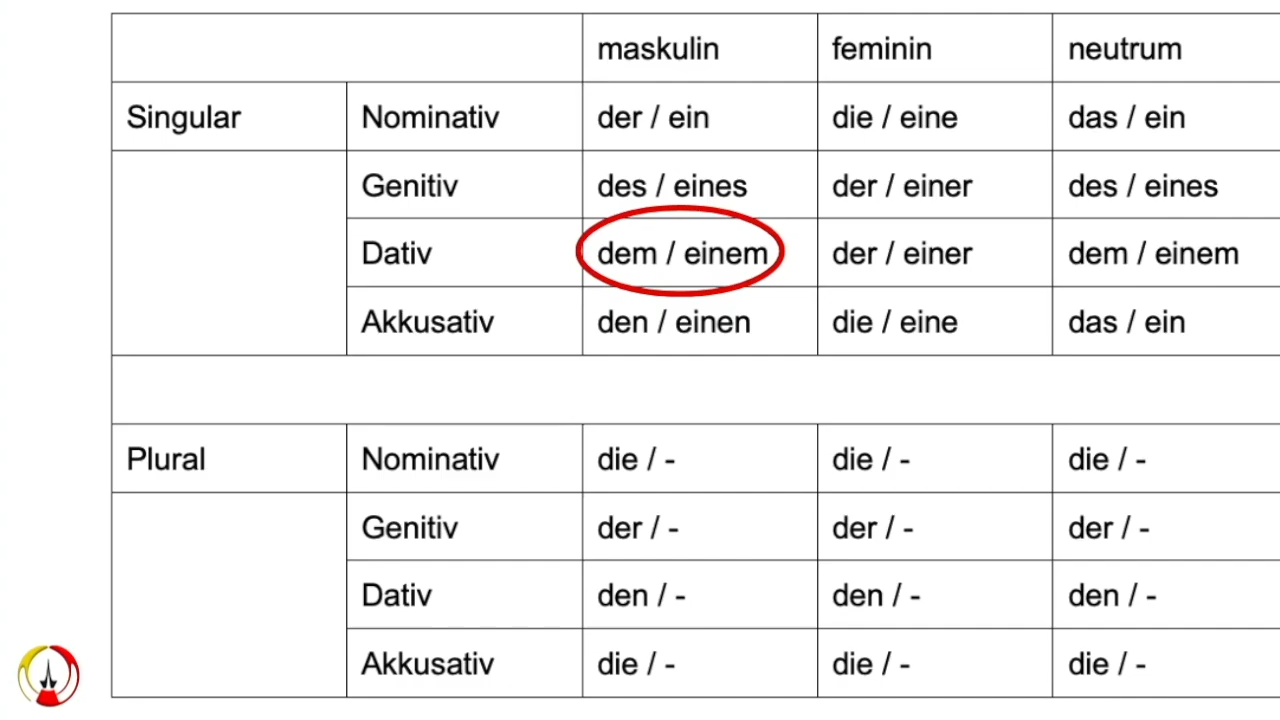 maskulin feminin neutrum
Singular Nominativ der / ein die / eine das / ein
Genitiv des / eines der / einer des / eines
Dativ dem / einem der / einer dem / einem
Akkusativ den / einen die / eine das / ein
Plural Nominativ die / - die / - die / -
Genitiv der / - der / - der / -
Dativ den / - den / - den / -
Akkusativ die / - die / - die / -